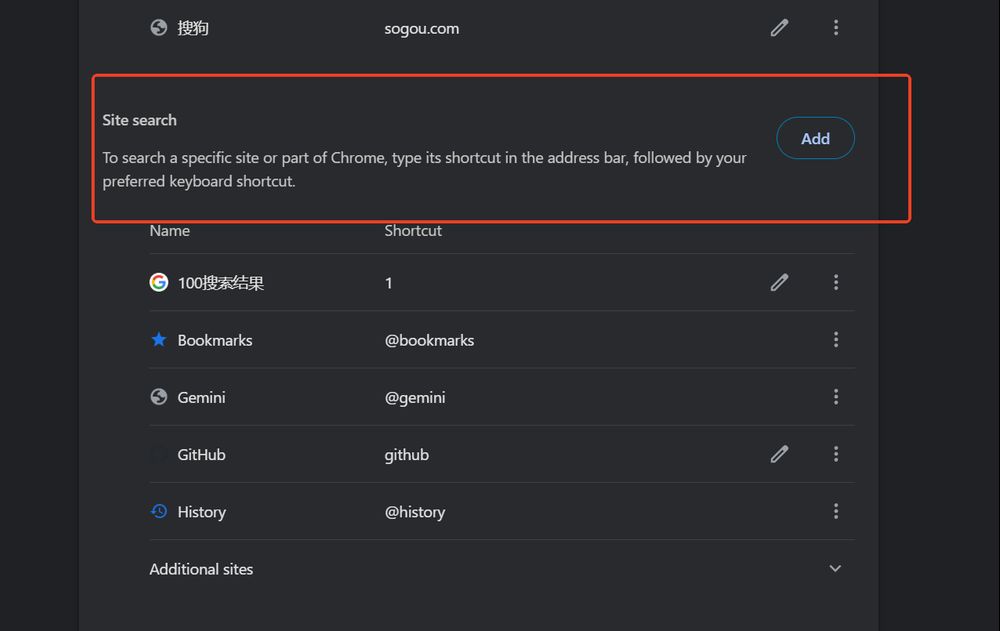 搜狗 sogou.com
Site search
Add
To search a specific site or part of Chrome, type its shortcut in the address bar, followed by your
preferred keyboard shortcut.
Name Shortcut
100搜索结果 1
Bookmarks @bookmarks
Gemini @gemini
GitHub github
History @history
Additional sites